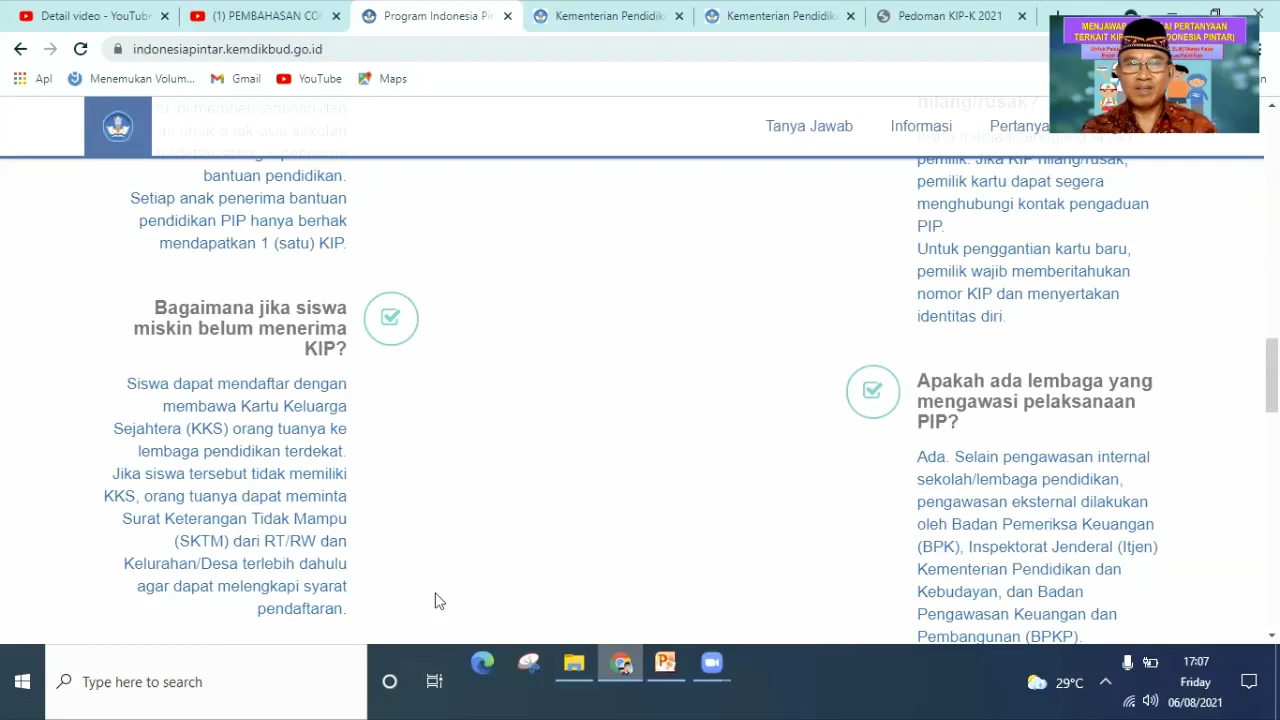 Detail video - YouTube
(1) PEMBAHASAN CO
Program Indonesia Pi
Kementerian Pendidika
Kementerian Pendidika
Pedoman KIP-K 2021
indonesiapintar.kemdikbud.go.id
Apl
Menemukan Volum...
Gmail
YouTube
Maps
Tanya Jawab
Informasi
Pertanya
bantuan pendidikan.
Setiap anak penerima bantuan
pendidikan PIP hanya berhak
mendapatkan 1 (satu) KIP.
Bagaimana jika siswa
miskin belum menerima
KIP?
Siswa dapat mendaftar dengan
membawa Kartu Keluarga
Sejahtera (KKS) orang tuanya ke
lembaga pendidikan terdekat.
Jika siswa tersebut tidak memiliki
KKS, orang tuanya dapat meminta
Surat Keterangan Tidak Mampu
(SKTM) dari RT/RW dan
Kelurahan/Desa terlebih dahulu
agar dapat melengkapi syarat
pendaftaran.
hilang/rusak?
pemilik. Jika KIP hilang/rusak,
pemilik kartu dapat segera
menghubungi kontak pengaduan
PIP.
Untuk penggantian kartu baru,
pemilik wajib memberitahukan
nomor KIP dan menyertakan
identitas diri.
Apakah ada lembaga yang
mengawasi pelaksanaan
PIP?
Ada. Selain pengawasan internal
sekolah/lembaga pendidikan,
pengawasan eksternal dilakukan
oleh Badan Pemeriksa Keuangan
(BPK), Inspektorat Jenderal (Itjen)
Kementerian Pendidikan dan
Kebudayan, dan Badan
Pengawasan Keuangan dan
Pembangunan (BPKP).
Type here to search
29°C
17:07
Friday
06/08/2021